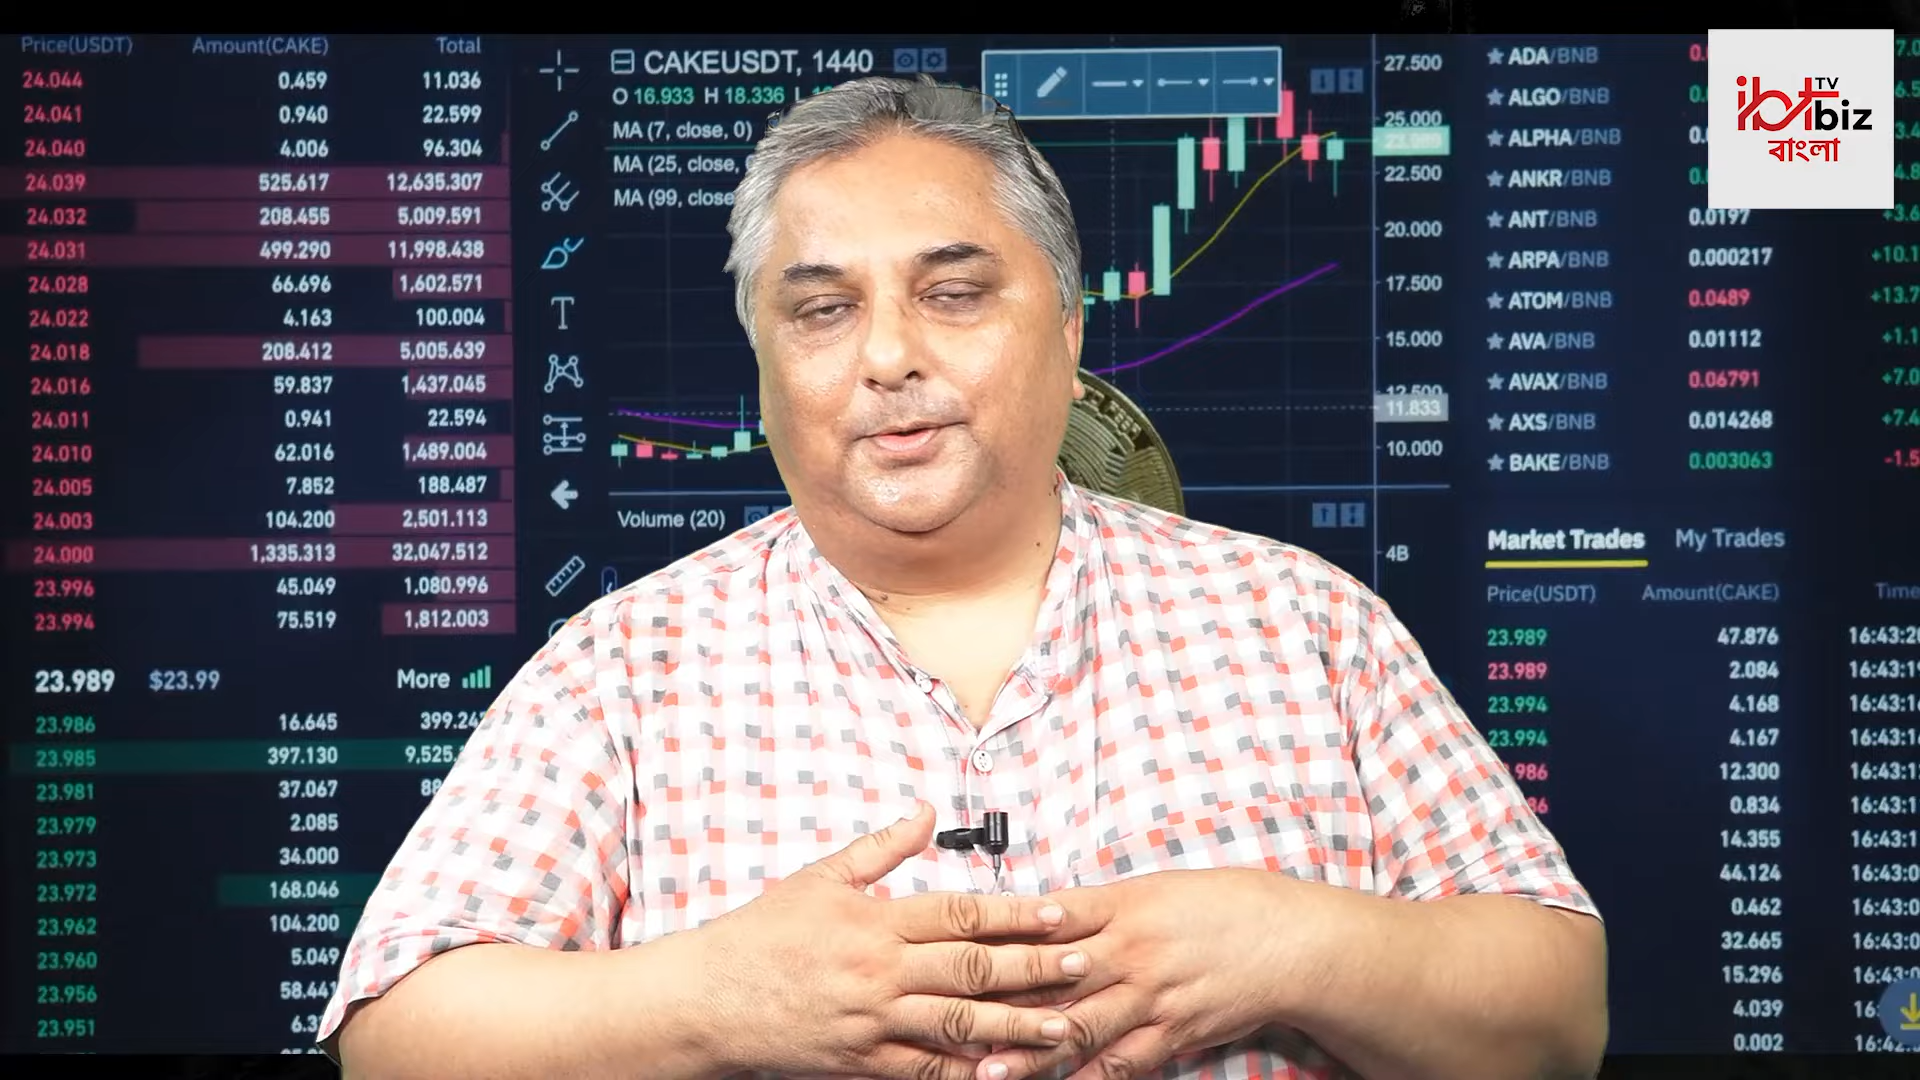 Price(USDT) Amount(CAKE) Total
24.044 0.459 11.036
24.041 0.940 22.599
24.040 4.006 96.304
24.039 525.617 12,635.307
24.032 208.455 5,009.591
24.031 499.290 11,998.438
24.028 66.696 1,602.571
24.022 4.163 100.004
24.018 208.412 5,005.639
24.016 59.837 1,437.045
24.011 0.941 22.594
24.010 62.016 1,489.004
24.005 7.852 188.487
24.003 104.200 2,501.113
24.000 1,335.313 32,047.512
23.996 45.049 1,080.996
23.994 75.519 1,812.003
23.989 $23.99 More
23.986 16.645
23.985 397.130
23.981 37.067
23.979 2.085
23.973 34.000
23.972 168.046
23.962 104.200
23.960 5.049
23.956
23.951
CAKEUSDT, 1440
O 16.933 H 18.336 L
MA (7, close, 0)
MA (25, close,
MA (99, close
Volume (20)
27.500
25.000
23.989
22.500
20.000
17.500
15.000
12.500
11.833
10.000
4B
ADA/BNB
ALGO/BNB
ALPHA/BNB
ANKR/BNB
ANT/BNB 0.0197
ARPA/BNB 0.000217
ATOM/BNB 0.0489
AVA/BNB 0.01112
AVAX/BNB 0.06791
AXS/BNB 0.014268
BAKE/BNB 0.003063
Market Trades My Trades
Price(USDT) Amount(CAKE) Time
23.989 47.876
23.989 2.084
23.994 4.168
23.994 4.167
12.300
0.834
14.355
44.124
0.462
32.665
15.296
4.039
0.002
ibt TV
biz
বাংলা